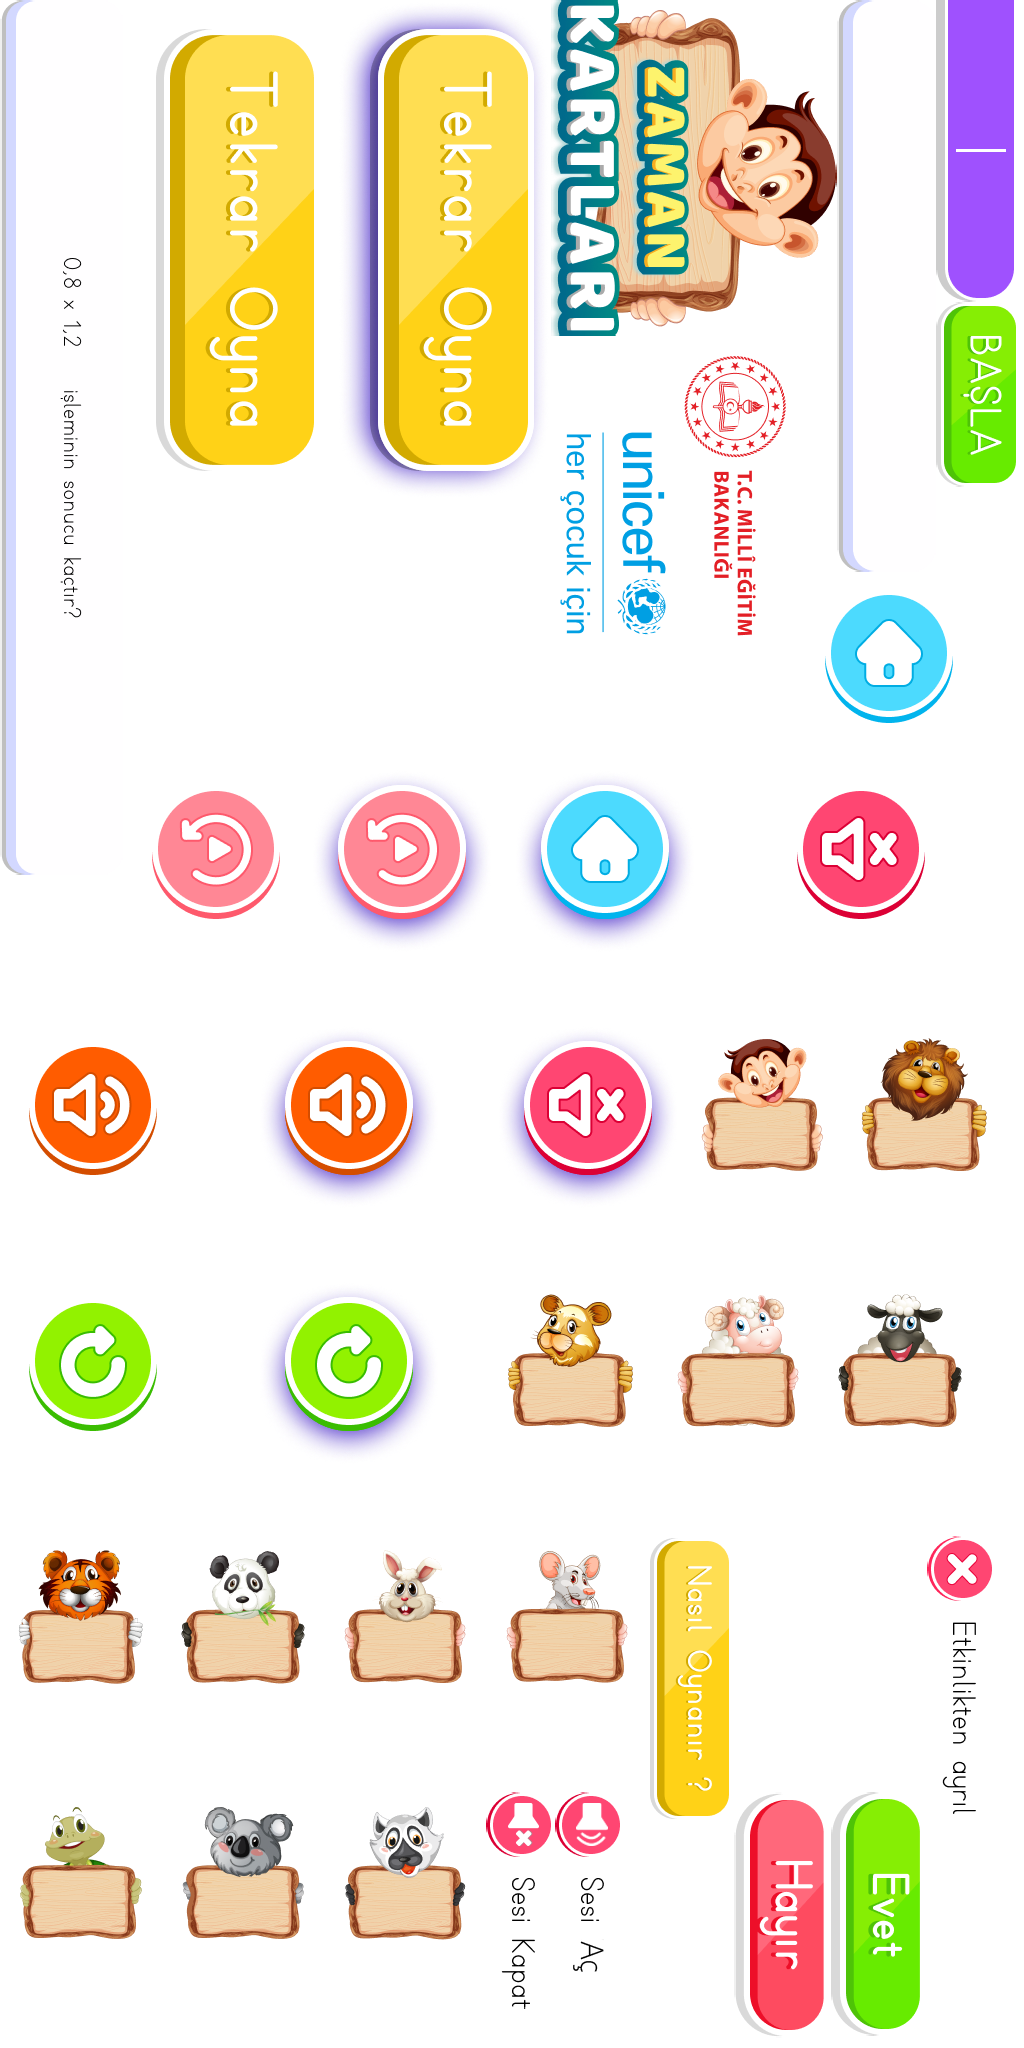 BAŞLA
ZAMAN
KARTLARI
T.C. MİLLÎ EĞİTİM
BAKANLIĞI
unicef
her çocuk için
Tekrar Oyna
Tekrar Oyna
0,8 x 1,2 işleminin sonucu kaçtır?
Etkinlikten ayrıl
Nasıl Oynanır ?
Evet
Hayır
Sesi Aç
Sesi Kapat